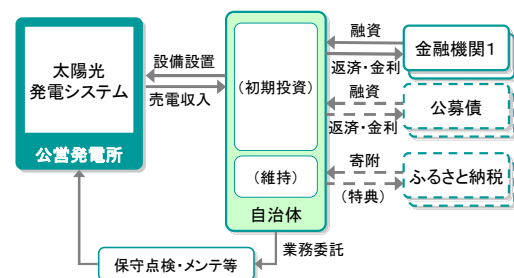 太陽光
発電システム
公営発電所
設備設置
売電収入
(初期投資)
(維持)
自治体
融資
返済・金利
金融機関1
融資
返済・金利
公募債
寄附
(特典)
ふるさと納税
業務委託
保守点検・メンテ等